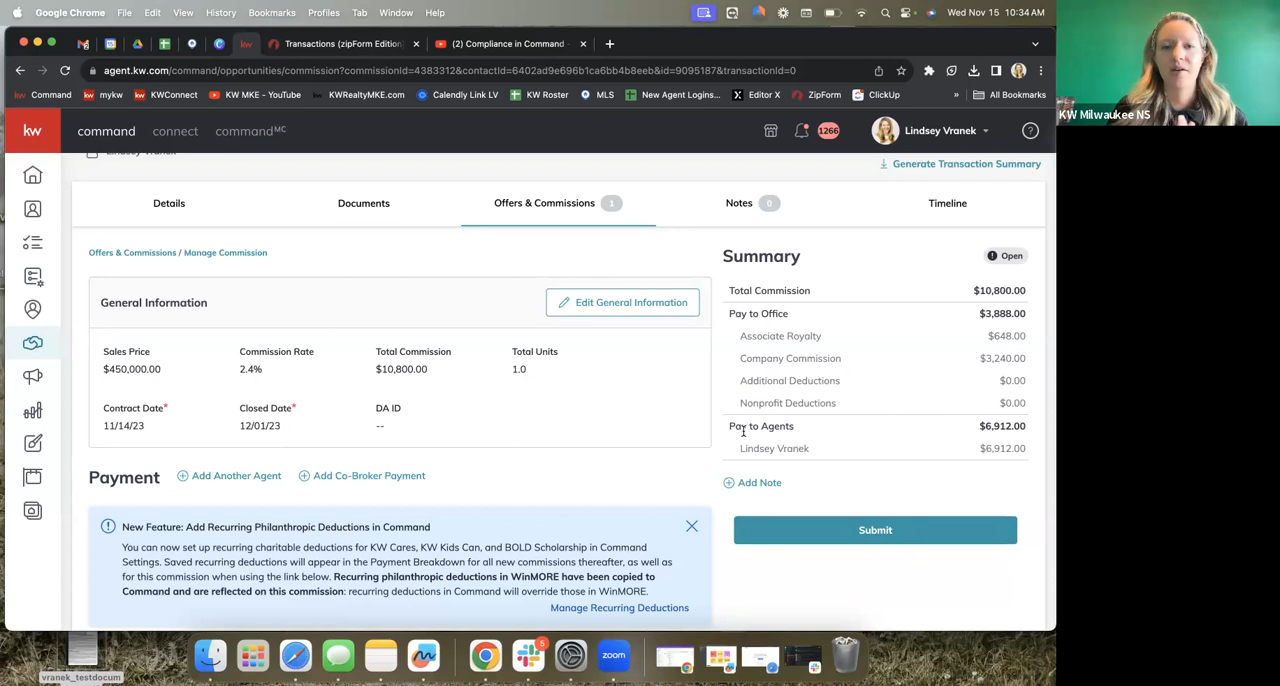 Google Chrome File Edit View History Bookmarks Profiles Tab Window Help
Wed Nov 15 10:34 AM
Transactions (zipForm Edition)
(2) Compliance in Command -
agent.kw.com/command/opportunities/commission?commissionId=4383312&contactId=6402ad9e696b1ca6bb4b8eeb&id=9095187&transactionId=0
Command mykw KWConnect KW MKE - YouTube KWRealtyMKE.com Calendly Link LV KW Roster MLS New Agent Logins... Editor X ZipForm ClickUp » All Bookmarks
KW Milwaukee NS
kw command connect commandMC 1266 Lindsey Vranek
Lindsey Vranek
Generate Transaction Summary
Details Documents Offers & Commissions 1 Notes 0 Timeline
Offers & Commissions / Manage Commission
General Information
Edit General Information
Sales Price Commission Rate Total Commission Total Units
$450,000.00 2.4% $10,800.00 1.0
Contract Date* Closed Date* DA ID
11/14/23 12/01/23 --
Payment Add Another Agent Add Co-Broker Payment
New Feature: Add Recurring Philanthropic Deductions in Command
You can now set up recurring charitable deductions for KW Cares, KW Kids Can, and BOLD Scholarship in Command
Settings. Saved recurring deductions will appear in the Payment Breakdown for all new commissions thereafter, as well as
for this commission when using the link below. Recurring philanthropic deductions in WinMORE have been copied to
Command and are reflected on this commission: recurring deductions in Command will override those in WinMORE.
Manage Recurring Deductions
Summary
Open
Total Commission $10,800.00
Pay to Office $3,888.00
Associate Royalty $648.00
Company Commission $3,240.00
Additional Deductions $0.00
Nonprofit Deductions $0.00
Pay to Agents $6,912.00
Lindsey Vranek $6,912.00
Add Note
Submit
5
zoom
vranek_testdocum